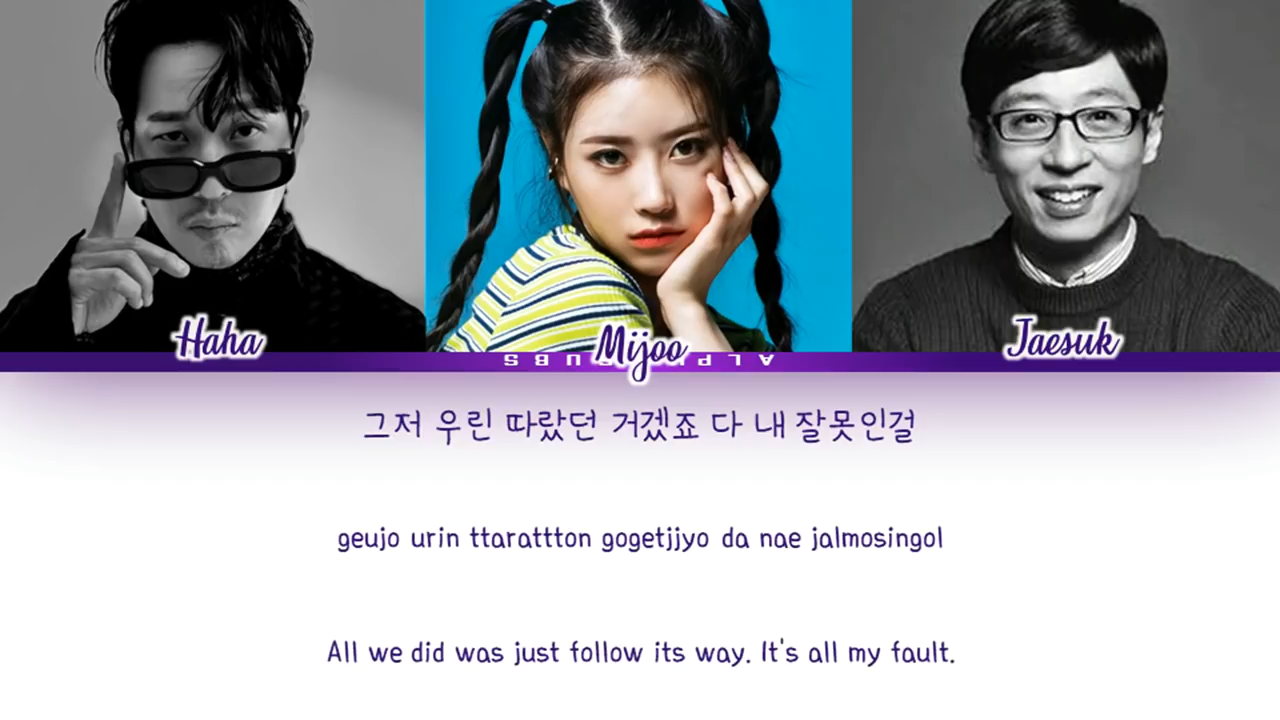 Haha
Mijoo
Jaesuk
그저 우린 따랐던 거겠죠 다 내 잘못인걸
geujo urin ttarattton gogetjjyo da nae jalmosingol
All we did was just follow its way. It's all my fault.